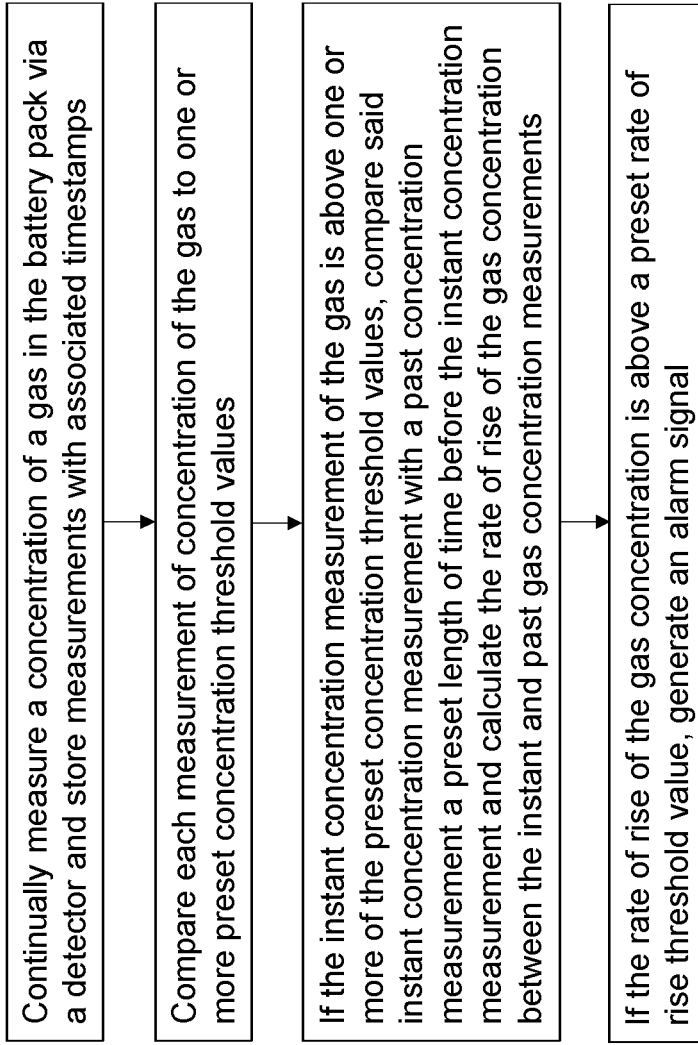 Continually measure a concentration of a gas in the battery pack via
a detector and store measurements with associated timestamps
Compare each measurement of concentration of the gas to one or
more preset concentration threshold values
If the instant concentration measurement of the gas is above one or
more of the preset concentration threshold values, compare said
instant concentration measurement with a past concentration
measurement a preset length of time before the instant concentration
measurement and calculate the rate of rise of the gas concentration
between the instant and past gas concentration measurements
If the rate of rise of the gas concentration is above a preset rate of
rise threshold value, generate an alarm signal